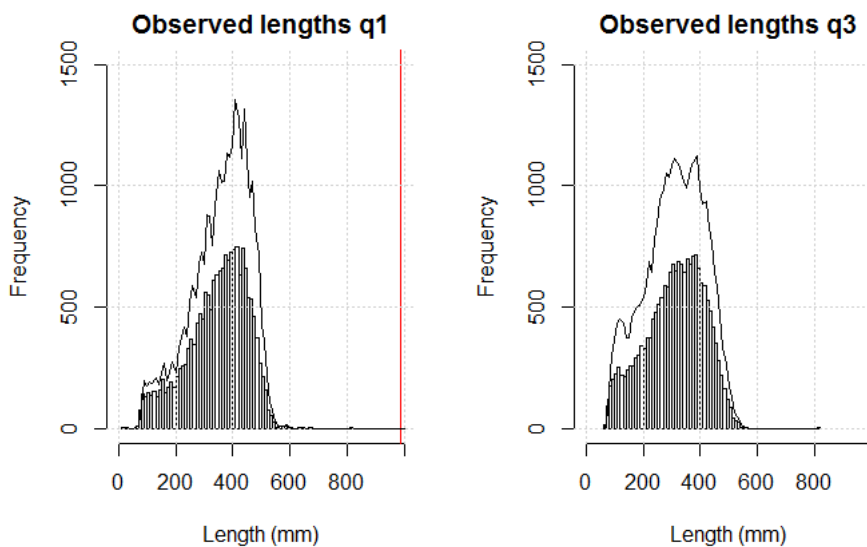 Observed lengths q1
Frequency
1500
1000
500
0
0 200 400 600 800
Length (mm)
Observed lengths q3
Frequency
1500
1000
500
0
0 200 400 600 800
Length (mm)